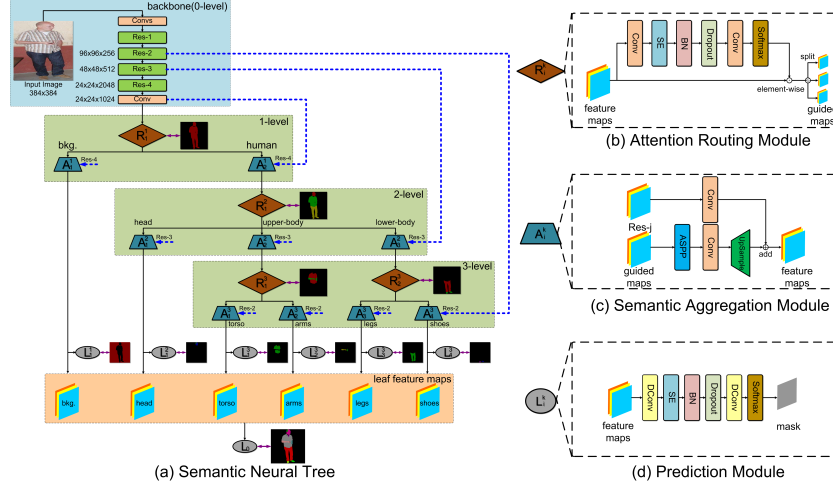 backbone(0-level)
Convs
Res-1
96x96x256
Res-2
48x48x512
Res-3
24x24x2048
Res-4
24x24x1024
Conv
Input Image
384x384
1-level
bkg.
human
Res-4
Res-4
2-level
head
upper-body
lower-body
Res-3
Res-3
Res-3
3-level
Res-2
Res-2
Res-2
Res-2
torso
arms
legs
shoes
leaf feature maps
bkg.
head
torso
arms
legs
shoes
L0
(a) Semantic Neural Tree
Conv
SE
BN
Dropout
Conv
Softmax
split
element-wise
feature
maps
guided
maps
(b) Attention Routing Module
Res-j
Conv
guided
maps
ASPP
Conv
UpSample
add
feature
maps
(c) Semantic Aggregation Module
feature
maps
DConv
SE
BN
Dropout
DConv
Softmax
mask
(d) Prediction Module